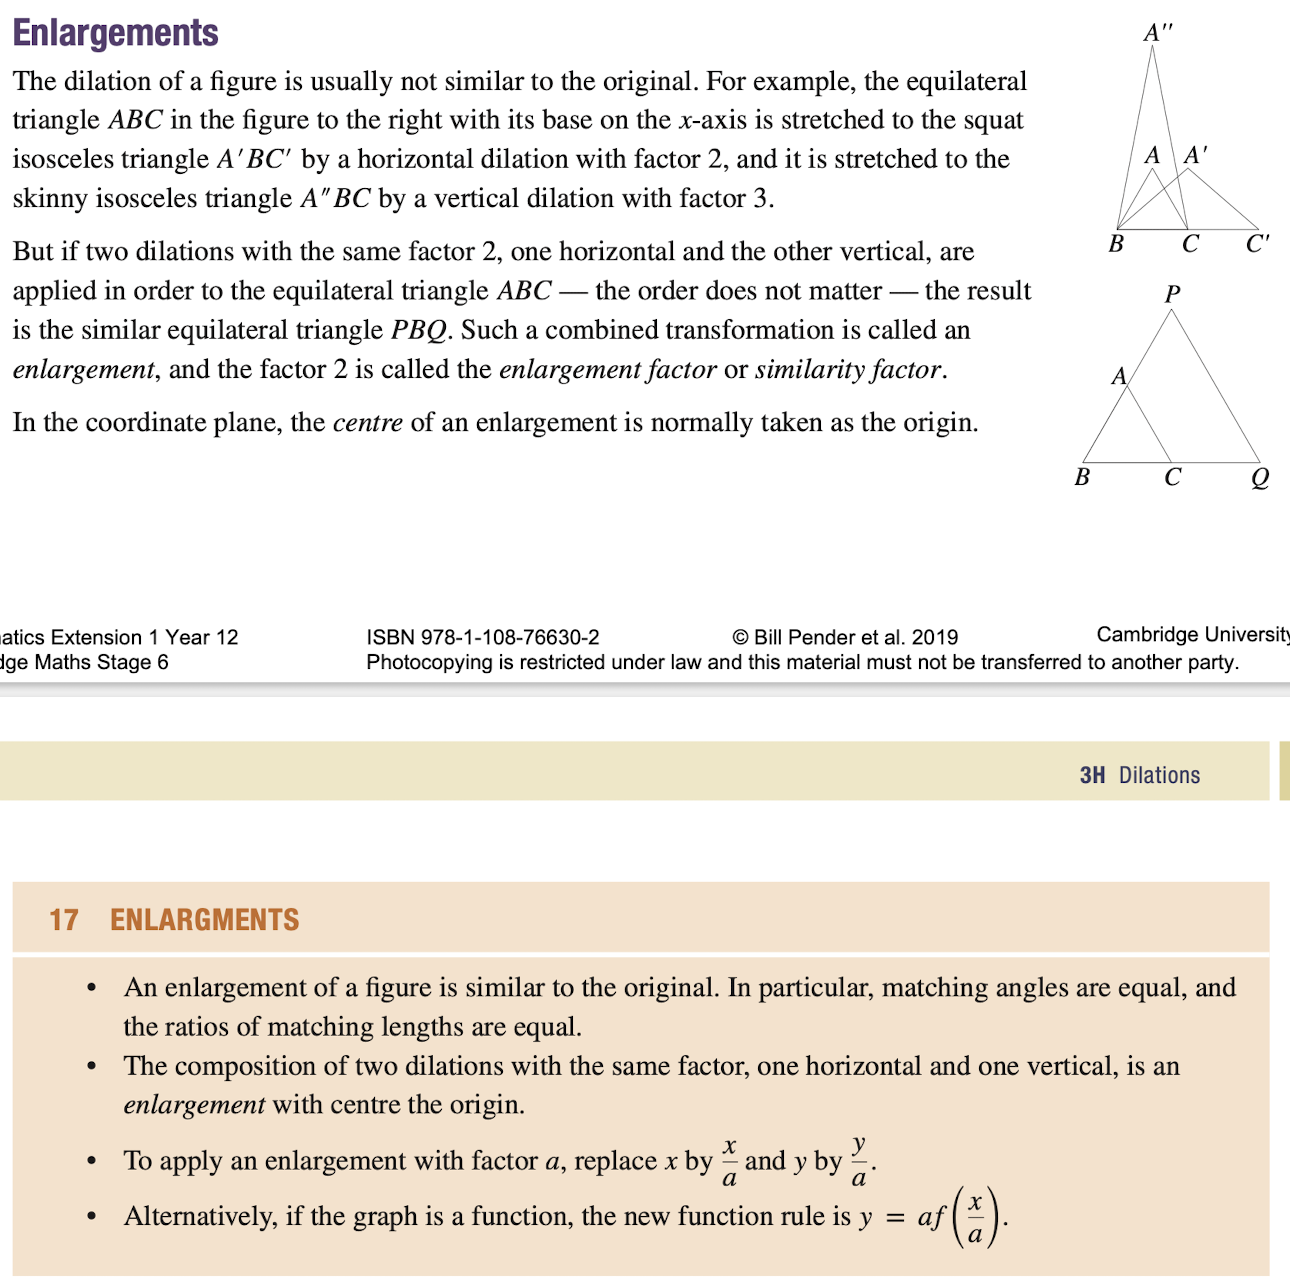 Enlargements
The dilation of a figure is usually not similar to the original. For example, the equilateral
triangle ABC in the figure to the right with its base on the x-axis is stretched to the squat
isosceles triangle A′BC′ by a horizontal dilation with factor 2, and it is stretched to the
skinny isosceles triangle A″BC by a vertical dilation with factor 3.
A″
A A′
B C C′
But if two dilations with the same factor 2, one horizontal and the other vertical, are
applied in order to the equilateral triangle ABC — the order does not matter — the result
is the similar equilateral triangle PBQ. Such a combined transformation is called an
enlargement, and the factor 2 is called the enlargement factor or similarity factor.
In the coordinate plane, the centre of an enlargement is normally taken as the origin.
P
A
B C Q
atics Extension 1 Year 12 ISBN 978-1-108-76630-2 © Bill Pender et al. 2019 Cambridge University
dge Maths Stage 6 Photocopying is restricted under law and this material must not be transferred to another party.
3H Dilations
17 ENLARGMENTS
• An enlargement of a figure is similar to the original. In particular, matching angles are equal, and
the ratios of matching lengths are equal.
• The composition of two dilations with the same factor, one horizontal and one vertical, is an
enlargement with centre the origin.
• To apply an enlargement with factor a, replace x by x/a and y by y/a.
• Alternatively, if the graph is a function, the new function rule is y = af(x/a).